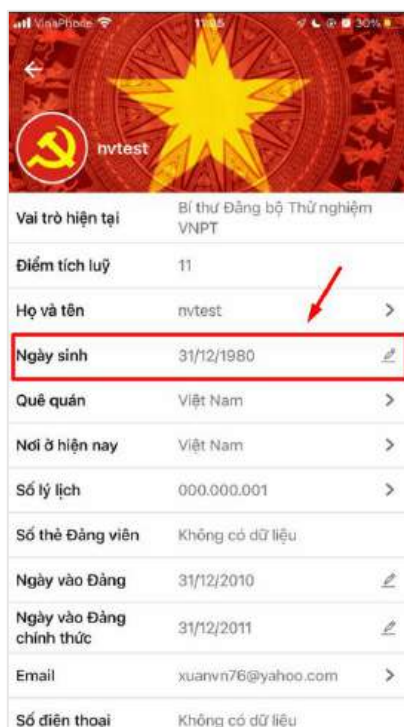 VinaPhone 11:05 30%
nvtest
Vai trò hiện tại Bí thư Đảng bộ Thử nghiệm
VNPT
Điểm tích luỹ 11
Họ và tên nvtest
Ngày sinh 31/12/1980
Quê quán Việt Nam
Nơi ở hiện nay Việt Nam
Số lý lịch 000.000.001
Số thẻ Đảng viên Không có dữ liệu
Ngày vào Đảng 31/12/2010
Ngày vào Đảng
chính thức 31/12/2011
Email xuanvn76@yahoo.com
Số điện thoại Không có dữ liệu